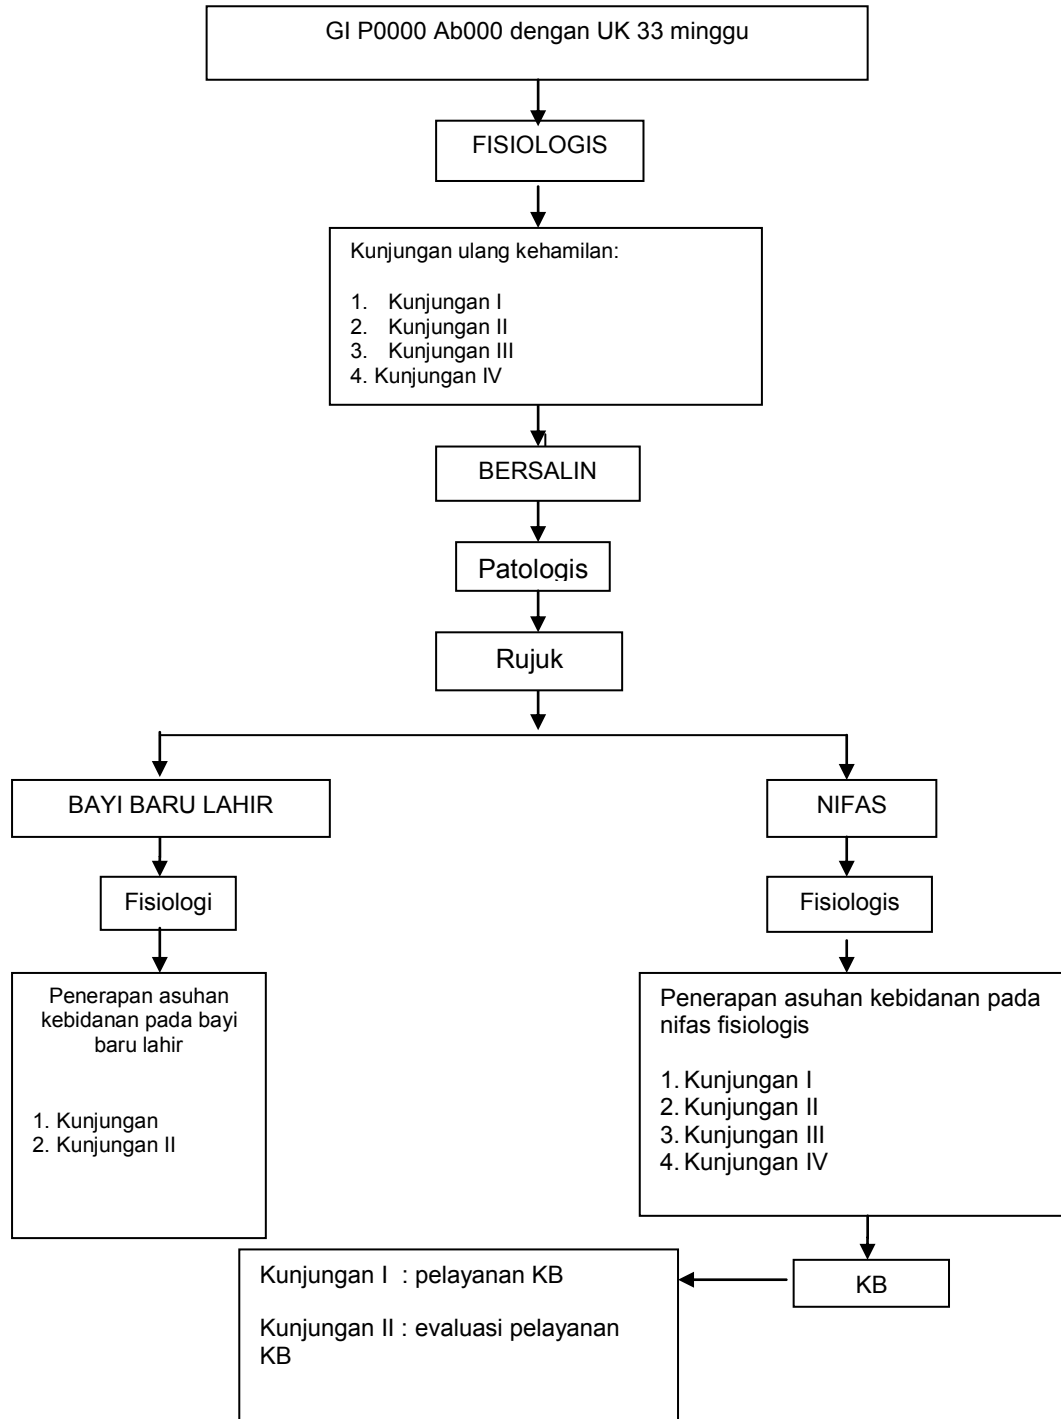 GI P0000 Ab000 dengan UK 33 minggu
FISIOLOGIS
Kunjungan ulang kehamilan:
1. Kunjungan I
2. Kunjungan II
3. Kunjungan III
4. Kunjungan IV
BERSALIN
Patologis
Rujuk
BAYI BARU LAHIR
Fisiologi
Penerapan asuhan
kebidanan pada bayi
baru lahir
1. Kunjungan
2. Kunjungan II
NIFAS
Fisiologis
Penerapan asuhan kebidanan pada
nifas fisiologis
1. Kunjungan I
2. Kunjungan II
3. Kunjungan III
4. Kunjungan IV
KB
Kunjungan I : pelayanan KB
Kunjungan II : evaluasi pelayanan
KB